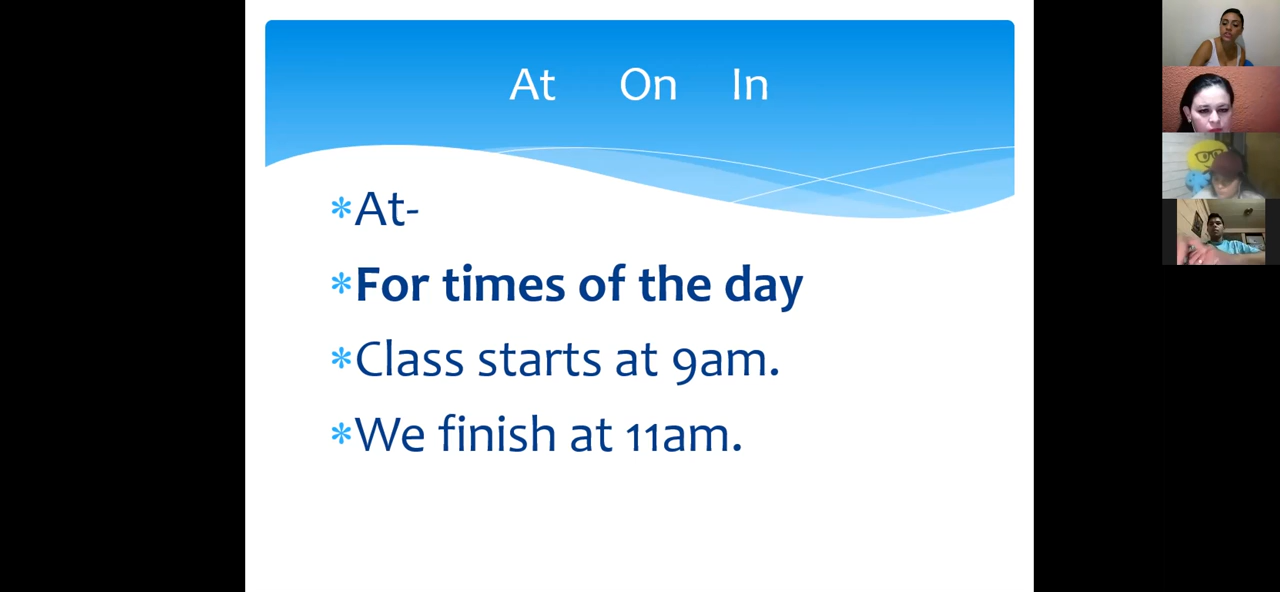 At On In
*At-
*For times of the day
*Class starts at 9am.
*We finish at 11am.